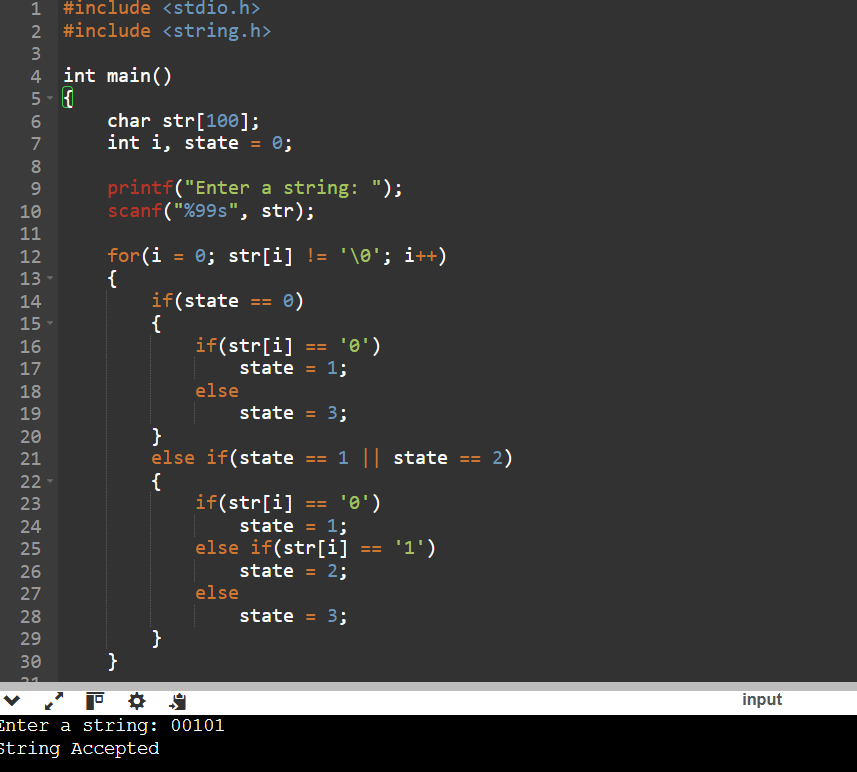 1 #include <stdio.h>
2 #include <string.h>
3
4 int main()
5 {
6     char str[100];
7     int i, state = 0;
8
9     printf("Enter a string: ");
10     scanf("%99s", str);
11
12     for(i = 0; str[i] != '\0'; i++)
13     {
14         if(state == 0)
15         {
16             if(str[i] == '0')
17                 state = 1;
18             else
19                 state = 3;
20         }
21         else if(state == 1 || state == 2)
22         {
23             if(str[i] == '0')
24                 state = 1;
25             else if(str[i] == '1')
26                 state = 2;
27             else
28                 state = 3;
29         }
30     }
31
input
Enter a string: 00101
String Accepted